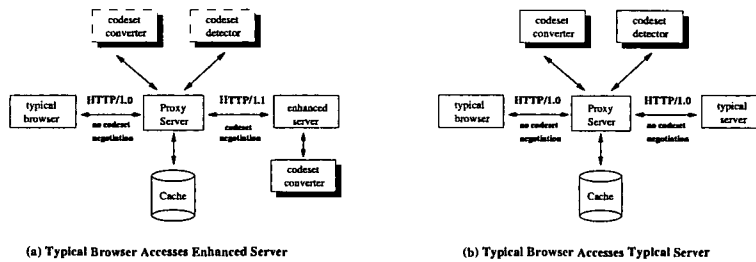 codeset
converter
codeset
detector
typical
browser
HTTP/1.0
no codeset
negotiation
Proxy
Server
HTTP/1.1
codeset
negotiation
enhanced
server
codeset
converter
Cache
(a) Typical Browser Accesses Enhanced Server
codeset
converter
codeset
detector
typical
browser
HTTP/1.0
no codeset
negotiation
Proxy
Server
HTTP/1.0
no codeset
negotiation
typical
server
Cache
(b) Typical Browser Accesses Typical Server